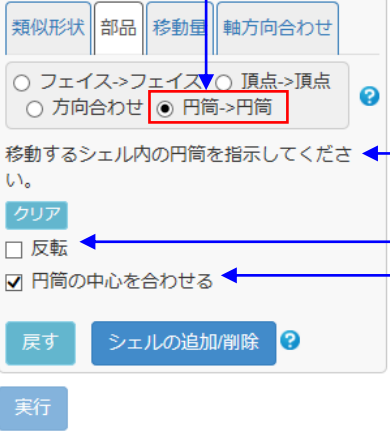 類似形状 部品 移動量 軸方向合わせ
フェイス->フェイス 頂点->頂点
方向合わせ 円筒->円筒
移動するシェル内の円筒を指示してくださ
い。
クリア
反転
円筒の中心を合わせる
戻す シェルの追加/削除
実行